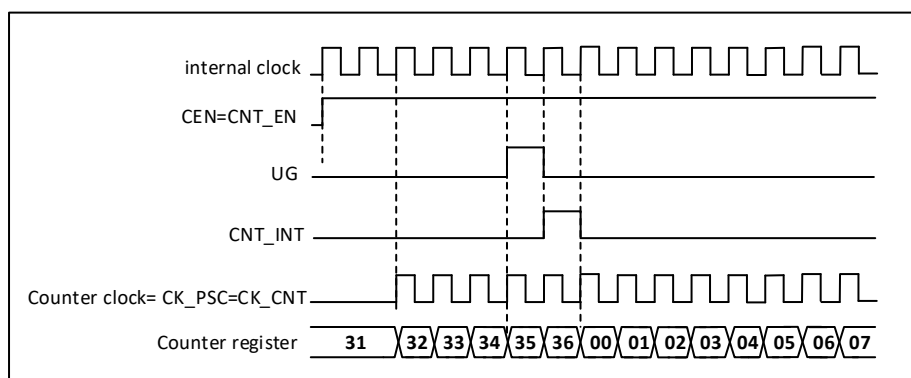 internal clock
CEN=CNT_EN
UG
CNT_INT
Counter clock= CK_PSC=CK_CNT
Counter register 31 32 33 34 35 36 00 01 02 03 04 05 06 07